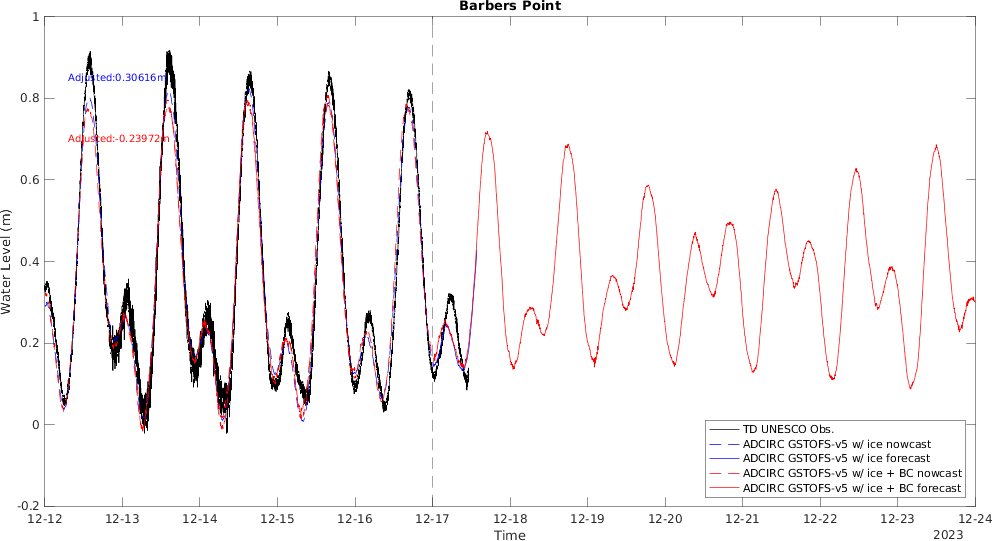 Barbers Point
Water Level (m)
1
0.8
0.6
0.4
0.2
0
-0.2
Adjusted:0.30616m
Adjusted:-0.23972m
TD UNESCO Obs.
ADCIRC GSTOFS-v5 w/ ice nowcast
ADCIRC GSTOFS-v5 w/ ice forecast
ADCIRC GSTOFS-v5 w/ ice + BC nowcast
ADCIRC GSTOFS-v5 w/ ice + BC forecast
12-12 12-13 12-14 12-15 12-16 12-17 12-18 12-19 12-20 12-21 12-22 12-23 12-24
Time
2023